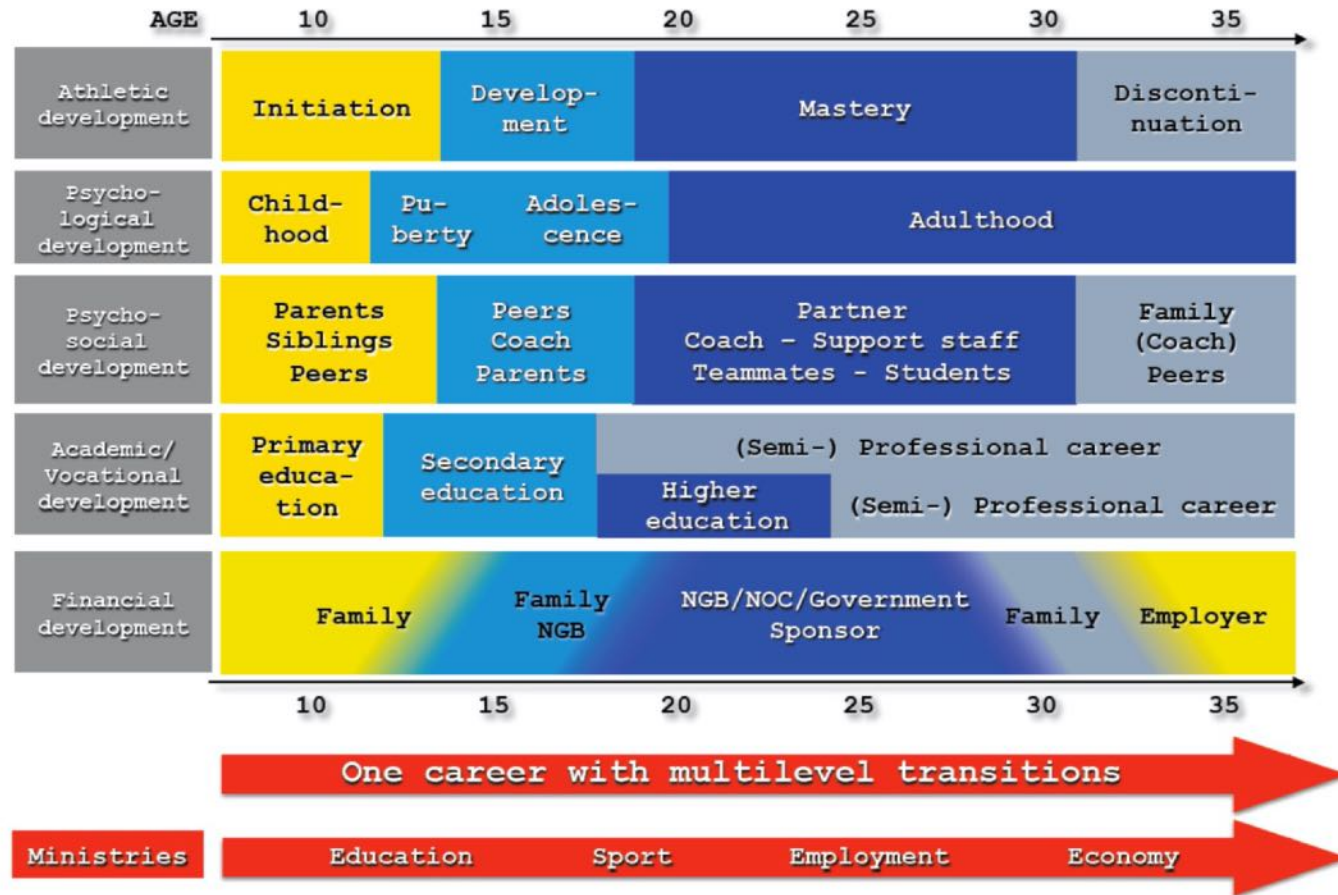 AGE 10 15 20 25 30 35
Athletic
development
Initiation
Develop-
ment
Mastery
Disconti-
nuation
Psycho-
logical
development
Child-
hood
Pu-
berty
Adoles-
cence
Adulthood
Psycho-
social
development
Parents
Siblings
Peers
Peers
Coach
Parents
Partner
Coach – Support staff
Teammates - Students
Family
(Coach)
Peers
Academic/
Vocational
development
Primary
educa-
tion
Secondary
education
(Semi-) Professional career
Higher
education
(Semi-) Professional career
Financial
development
Family
Family
NGB
NGB/NOC/Government
Sponsor
Family
Employer
10 15 20 25 30 35
One career with multilevel transitions
Ministries
Education Sport Employment Economy